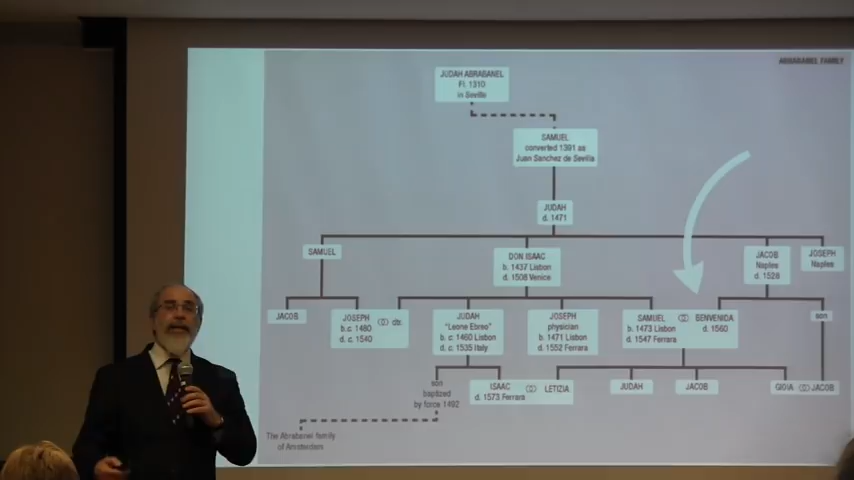 ABRABANEL FAMILY
JUDAH ABRABANEL
Fl. 1310
in Seville
SAMUEL
converted 1391 as
Juan Sanchez de Sevilla
JUDAH
d. 1471
SAMUEL
DON ISAAC
b. 1437 Lisbon
d. 1508 Venice
JACOB
Naples
d. 1528
JOSEPH
Naples
JACOB
JOSEPH
b.c. 1480
d. c. 1540
dtr.
JUDAH
"Leone Ebreo"
b. c. 1460 Lisbon
d. c. 1535 Italy
JOSEPH
physician
b. 1471 Lisbon
d. 1552 Ferrara
SAMUEL
b. 1473 Lisbon
d. 1547 Ferrara
BENVENIDA
d. 1560
son
son
baptized
by force 1492
ISAAC
d. 1573 Ferrara
LETIZIA
JUDAH
JACOB
GIOIA
JACOB
The Abrabanel family
of Amsterdam